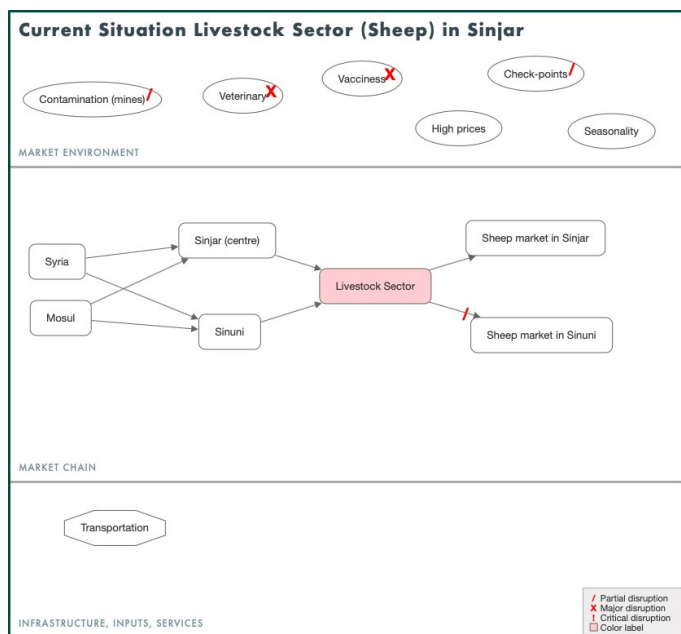 Current Situation Livestock Sector (Sheep) in Sinjar
Contamination (mines)
Veterinary
Vacciness
Check-points
High prices
Seasonality
MARKET ENVIRONMENT
Syria
Mosul
Sinjar (centre)
Sinuni
Livestock Sector
Sheep market in Sinjar
Sheep market in Sinuni
MARKET CHAIN
Transportation
INFRASTRUCTURE, INPUTS, SERVICES
/ Partial disruption
X Major disruption
! Critical disruption
Color label